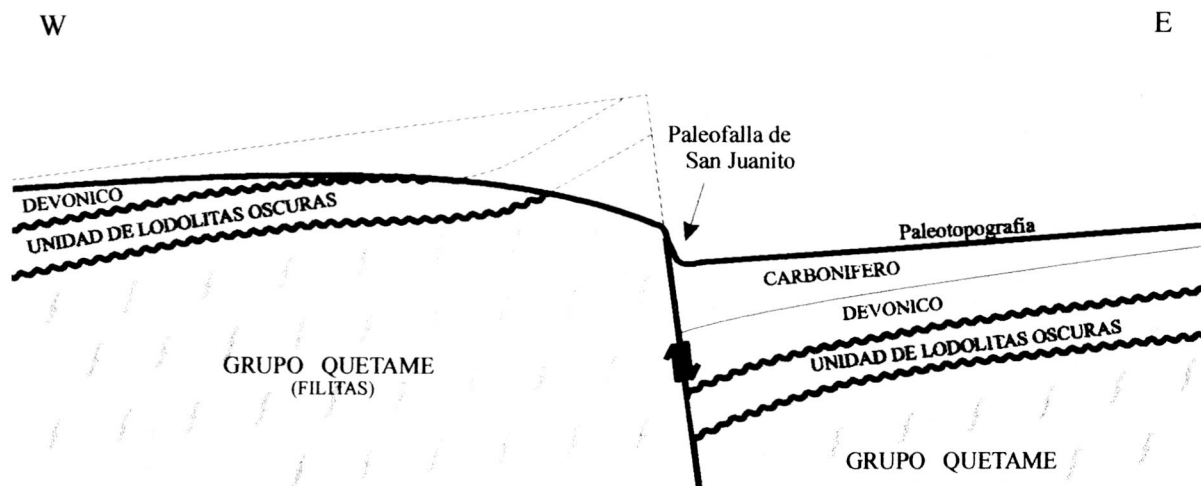 W
E
Paleofalla de
San Juanito
DEVONICO
UNIDAD DE LODOLITAS OSCURAS
Paleotopografía
CARBONIFERO
DEVONICO
UNIDAD DE LODOLITAS OSCURAS
GRUPO QUETAME
(FILITAS)
GRUPO QUETAME